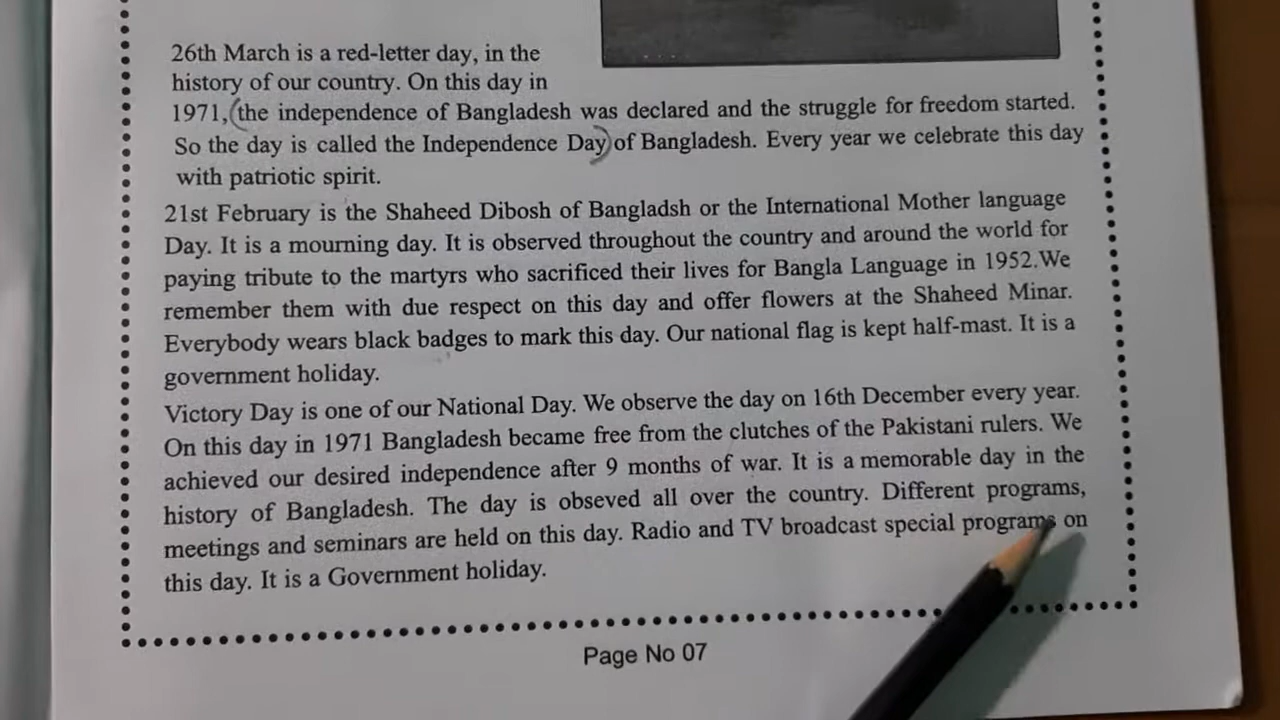 26th March is a red-letter day, in the
history of our country. On this day in
1971, (the independence of Bangladesh was declared and the struggle for freedom started.
So the day is called the Independence Day) of Bangladesh. Every year we celebrate this day
with patriotic spirit.
21st February is the Shaheed Dibosh of Bangladsh or the International Mother language
Day. It is a mourning day. It is observed throughout the country and around the world for
paying tribute to the martyrs who sacrificed their lives for Bangla Language in 1952.We
remember them with due respect on this day and offer flowers at the Shaheed Minar.
Everybody wears black badges to mark this day. Our national flag is kept half-mast. It is a
government holiday.
Victory Day is one of our National Day. We observe the day on 16th December every year.
On this day in 1971 Bangladesh became free from the clutches of the Pakistani rulers. We
achieved our desired independence after 9 months of war. It is a memorable day in the
history of Bangladesh. The day is obseved all over the country. Different programs,
meetings and seminars are held on this day. Radio and TV broadcast special programs on
this day. It is a Government holiday.
Page No 07